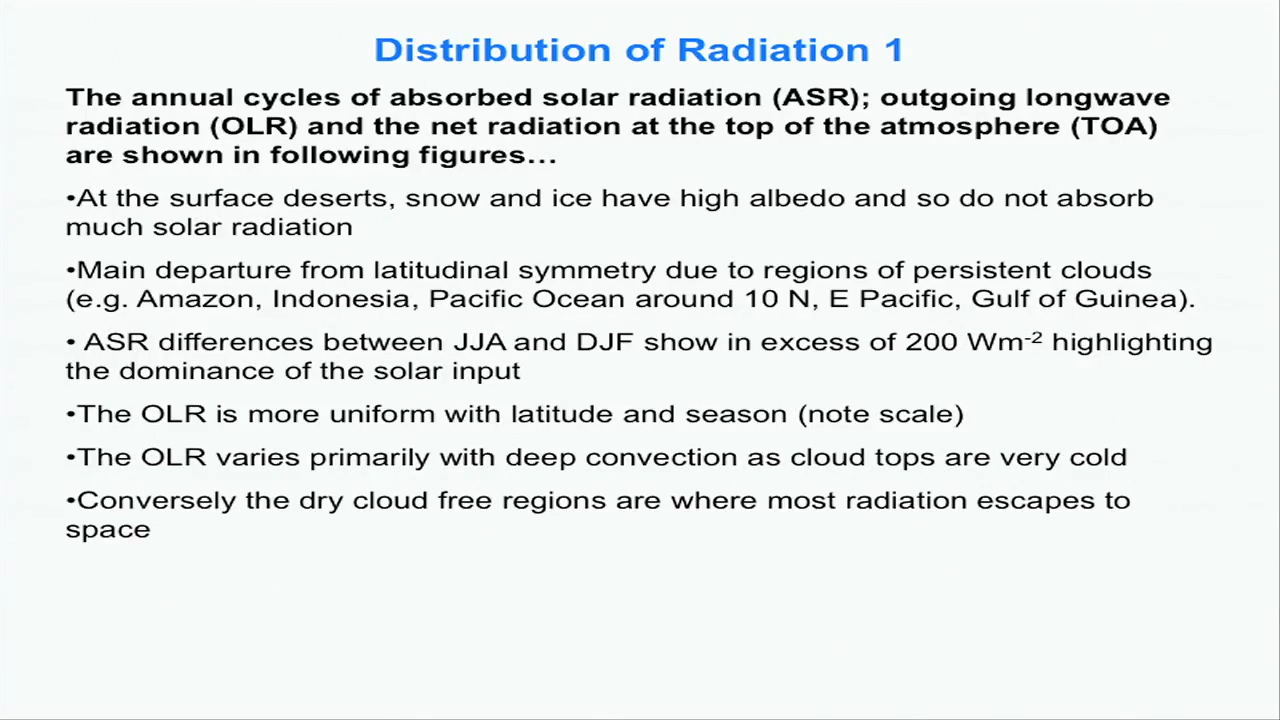 Distribution of Radiation 1
The annual cycles of absorbed solar radiation (ASR); outgoing longwave
radiation (OLR) and the net radiation at the top of the atmosphere (TOA)
are shown in following figures…
•At the surface deserts, snow and ice have high albedo and so do not absorb
much solar radiation
•Main departure from latitudinal symmetry due to regions of persistent clouds
(e.g. Amazon, Indonesia, Pacific Ocean around 10 N, E Pacific, Gulf of Guinea).
• ASR differences between JJA and DJF show in excess of 200 Wm⁻² highlighting
the dominance of the solar input
•The OLR is more uniform with latitude and season (note scale)
•The OLR varies primarily with deep convection as cloud tops are very cold
•Conversely the dry cloud free regions are where most radiation escapes to
space